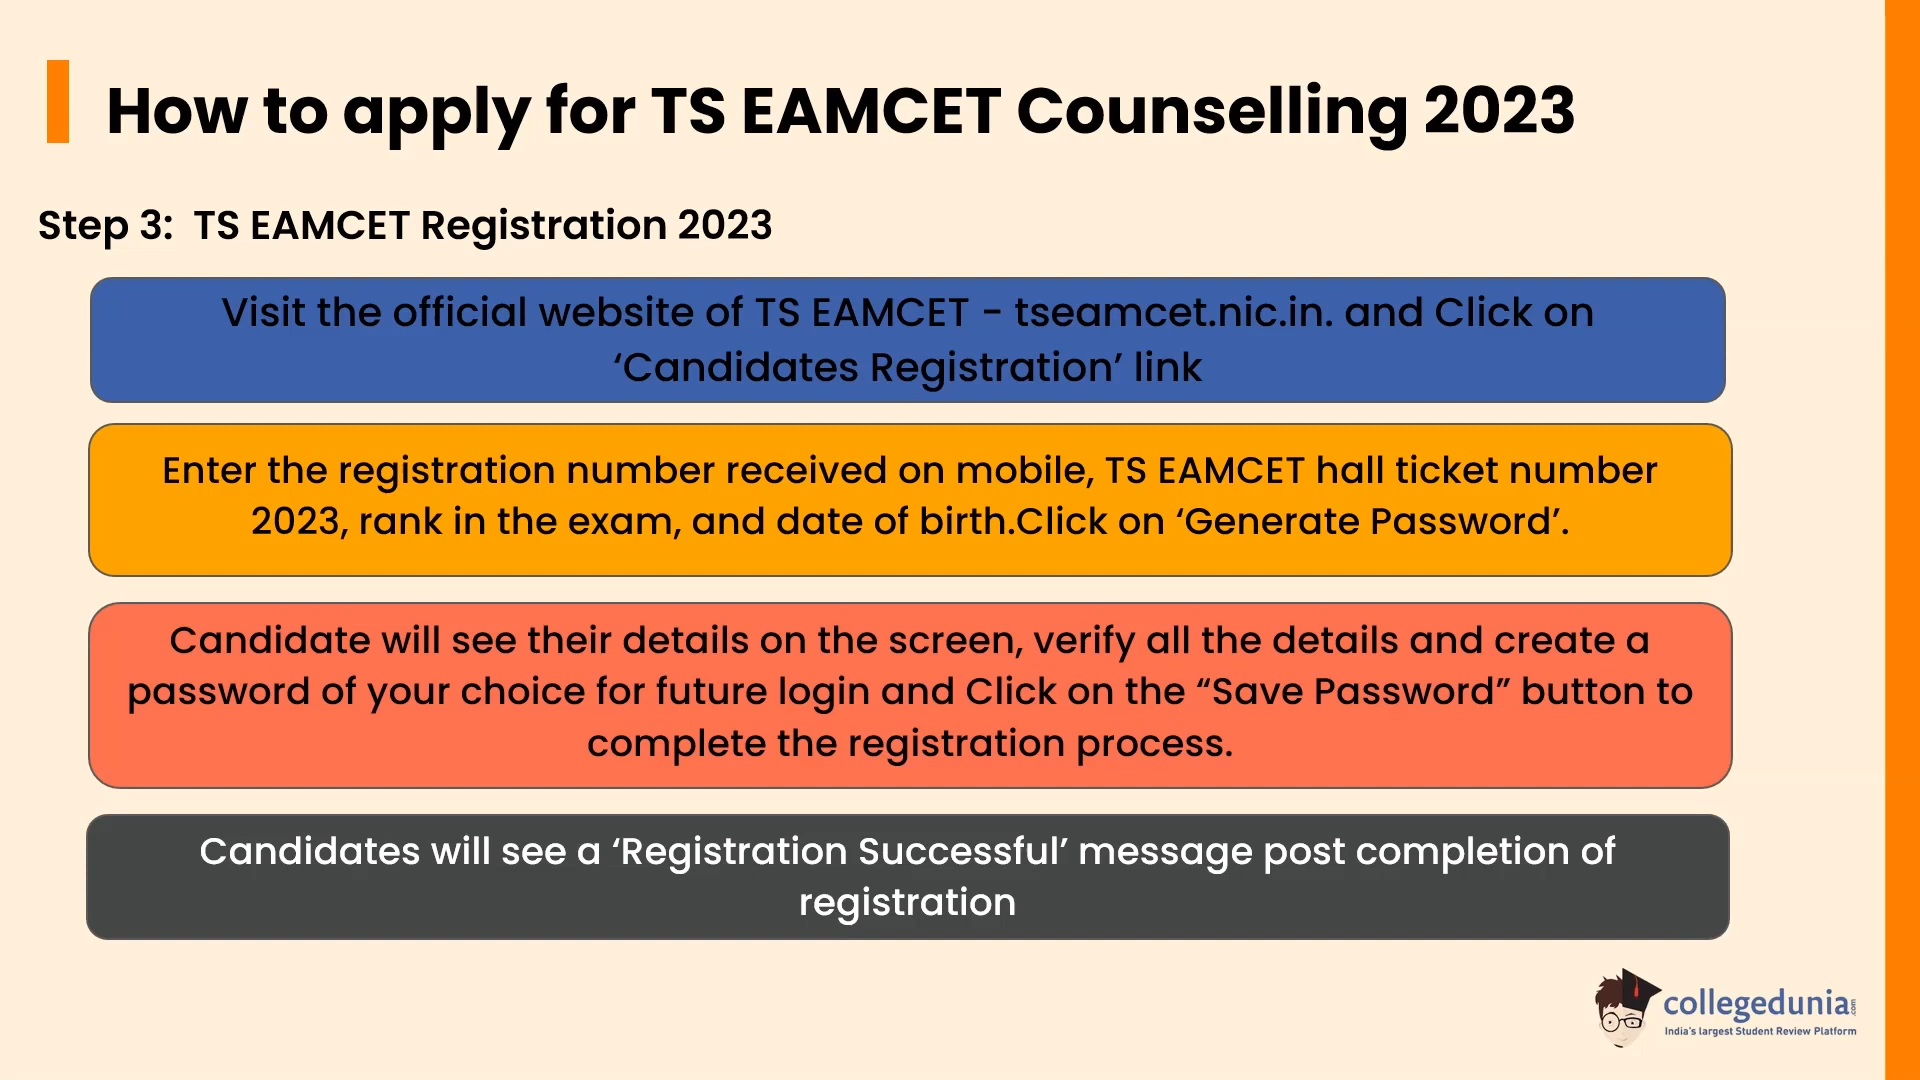 How to apply for TS EAMCET Counselling 2023
Step 3:  TS EAMCET Registration 2023
Visit the official website of TS EAMCET - tseamcet.nic.in. and Click on
‘Candidates Registration’ link
Enter the registration number received on mobile, TS EAMCET hall ticket number
2023, rank in the exam, and date of birth.Click on ‘Generate Password’.
Candidate will see their details on the screen, verify all the details and create a
password of your choice for future login and Click on the “Save Password” button to
complete the registration process.
Candidates will see a ‘Registration Successful’ message post completion of
registration
collegedunia.com
India's largest Student Review Platform